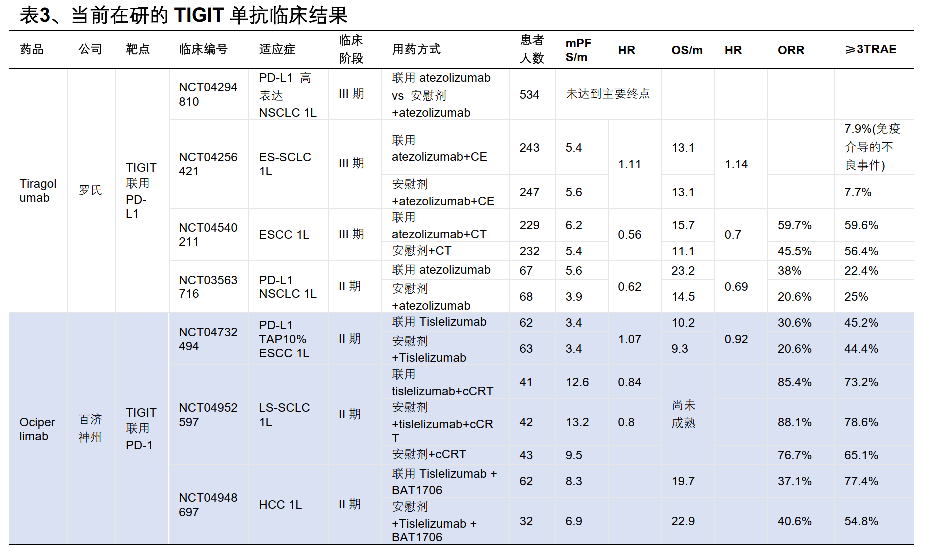 表3、当前在研的 TIGIT 单抗临床结果
药品 公司 靶点 临床编号 适应症 临床阶段 用药方式 患者人数 mPFS/m HR OS/m HR ORR ≥3TRAE
Tiragolumab 罗氏 TIGIT 联用 PD-L1
NCT04294810 PD-L1 高表达 NSCLC 1L III 期 联用 atezolizumab vs 安慰剂+atezolizumab 534 未达到主要终点
NCT04256421 ES-SCLC 1L III 期 联用 atezolizumab+CE 243 5.4 1.11 13.1 1.14 7.9%(免疫介导的不良事件)
安慰剂+atezolizumab+CE 247 5.6 13.1 7.7%
NCT04540211 ESCC 1L III 期 联用 atezolizumab+CT 229 6.2 0.56 15.7 0.7 59.7% 59.6%
安慰剂+CT 232 5.4 11.1 45.5% 56.4%
NCT03563716 PD-L1 NSCLC 1L II 期 联用 atezolizumab 67 5.6 0.62 23.2 0.69 38% 22.4%
安慰剂+atezolizumab 68 3.9 14.5 20.6% 25%
Ociperlimab 百济神州 TIGIT 联用 PD-1
NCT04732494 PD-L1 TAP10% ESCC 1L II 期 联用 Tislelizumab 62 3.4 1.07 10.2 0.92 30.6% 45.2%
安慰剂+Tislelizumab 63 3.4 9.3 20.6% 44.4%
NCT04952597 LS-SCLC 1L II 期 联用 tislelizumab+cCRT 41 12.6 0.84 尚未成熟 85.4% 73.2%
安慰剂+tislelizumab+cCRT 42 13.2 0.8 88.1% 78.6%
安慰剂+cCRT 43 9.5 76.7% 65.1%
NCT04948697 HCC 1L II 期 联用 Tislelizumab + BAT1706 62 8.3 19.7 37.1% 77.4%
安慰剂+Tislelizumab + BAT1706 32 6.9 22.9 40.6% 54.8%